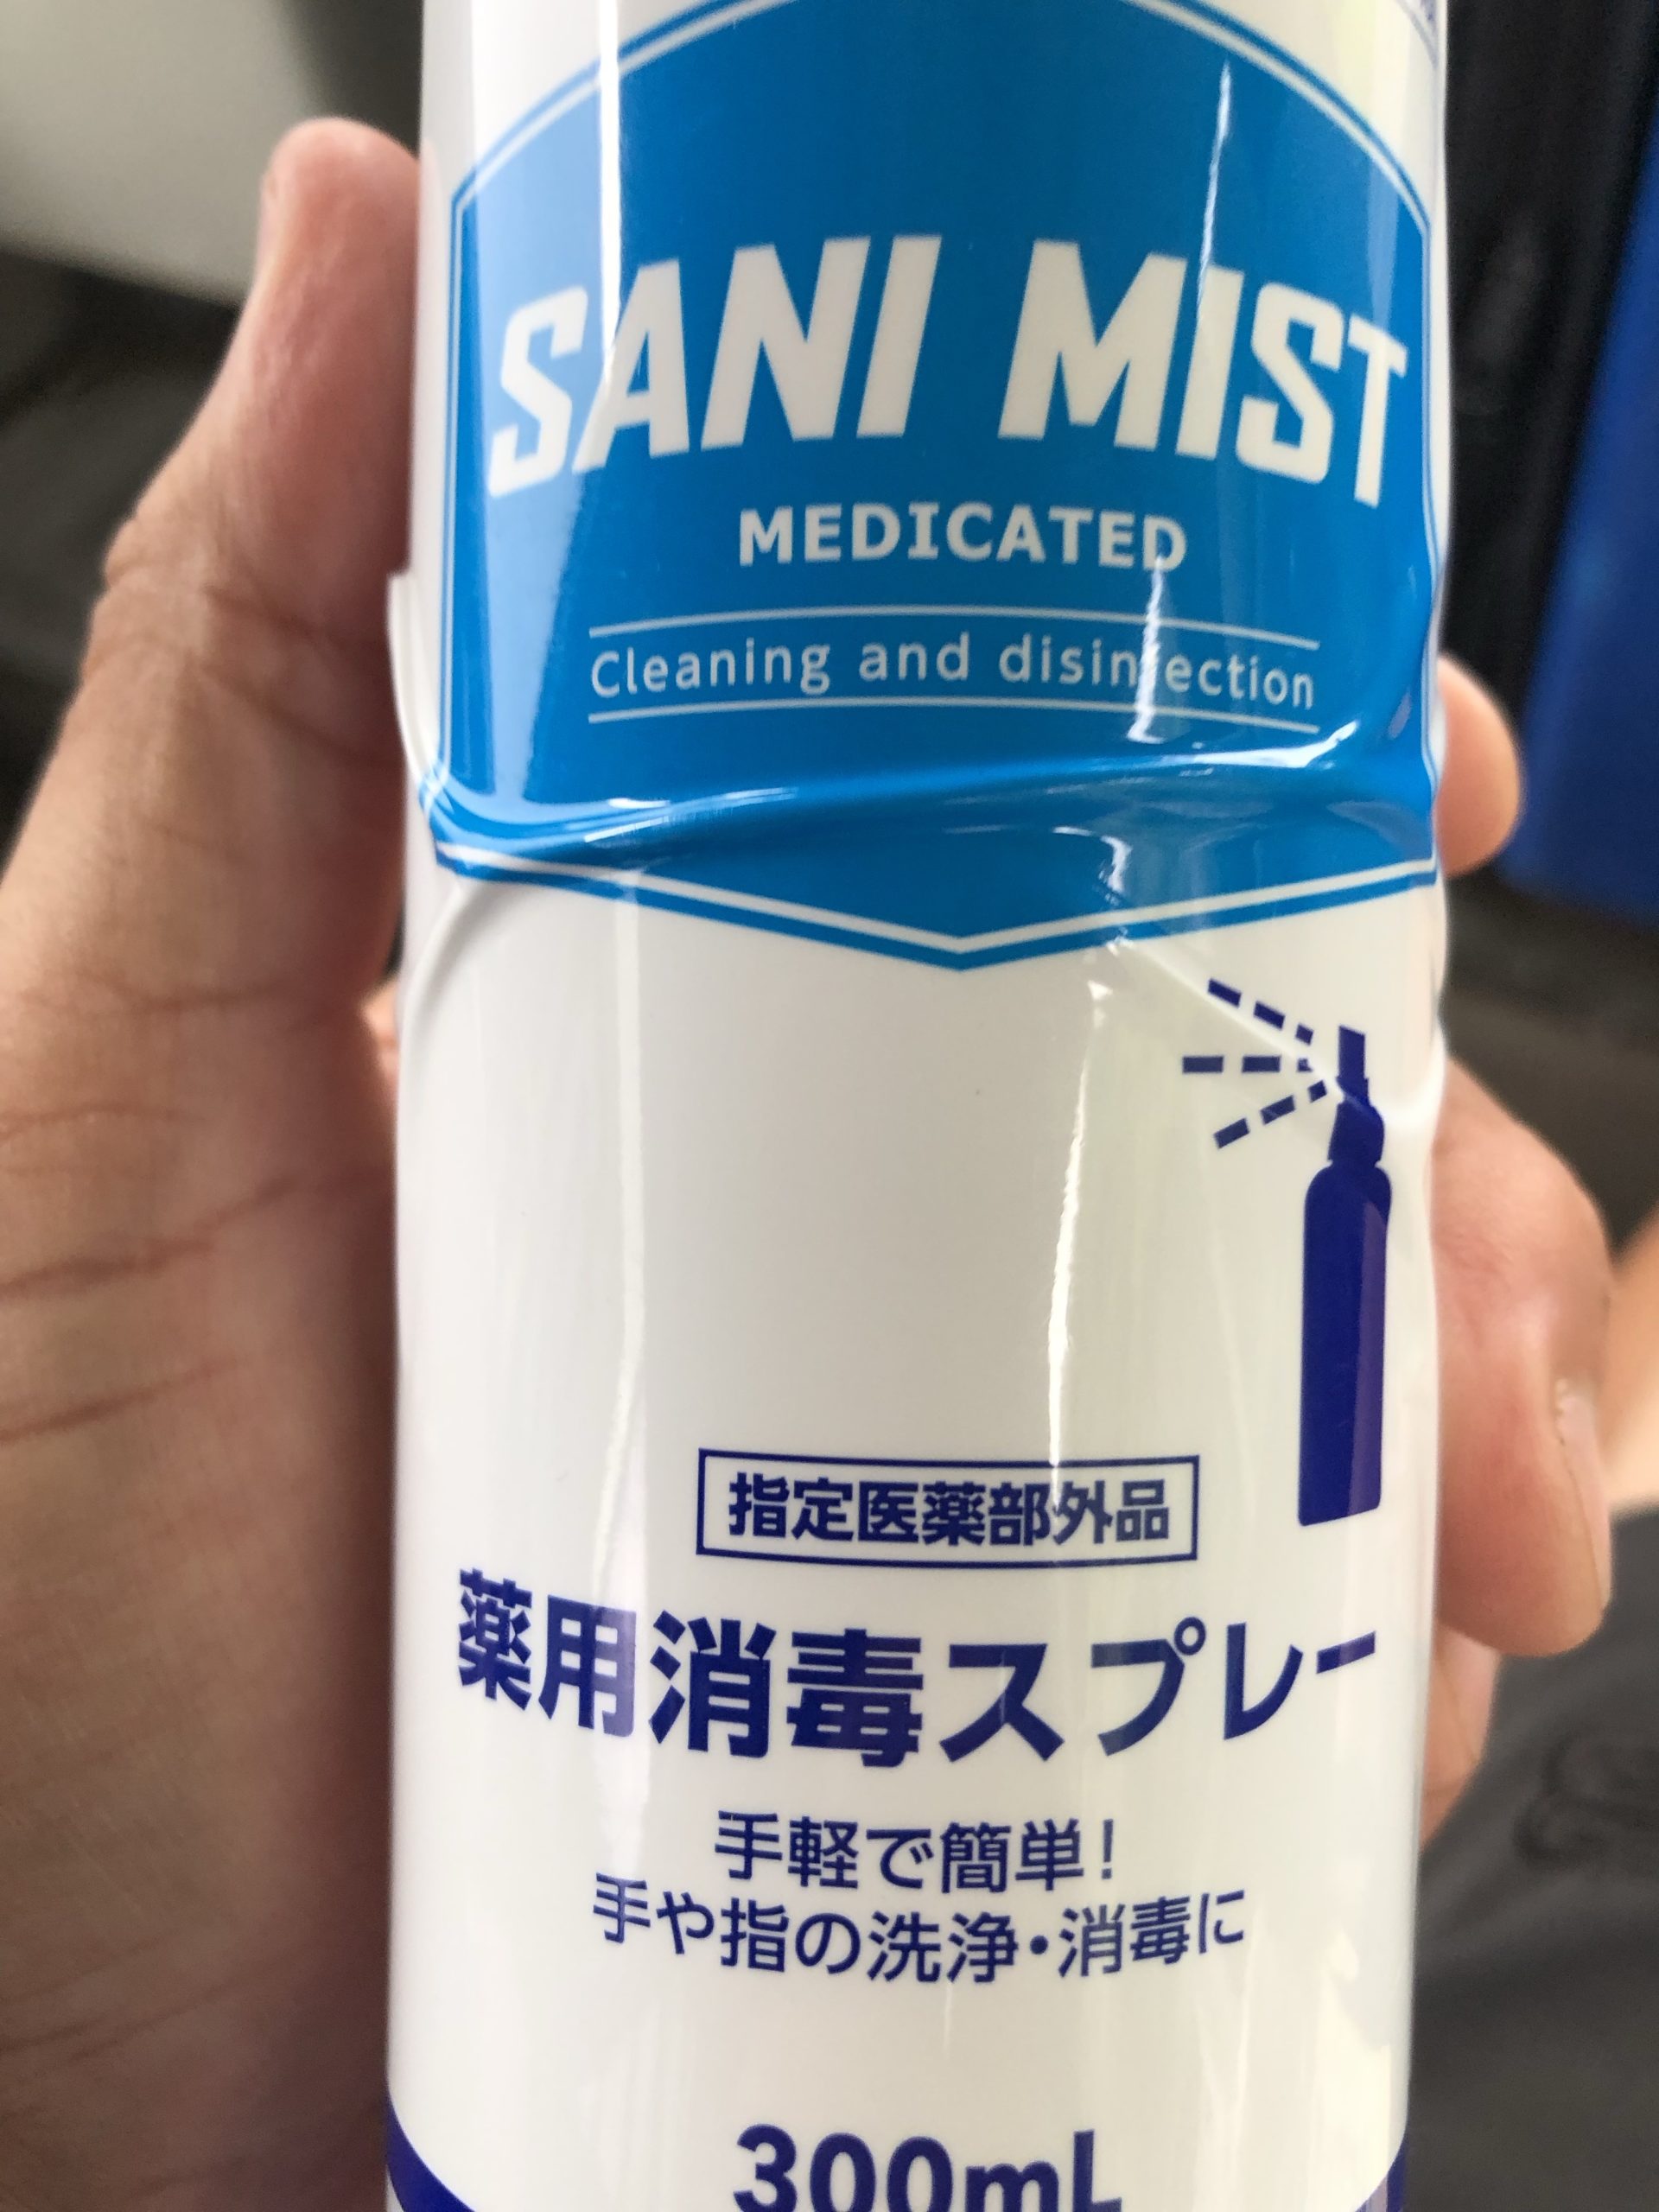 SANI MIST
MEDICATED
Cleaning and disinfection
指定医薬部外品
薬用消毒スプレー
手軽で簡単!
手や指の洗浄・消毒に
300mL